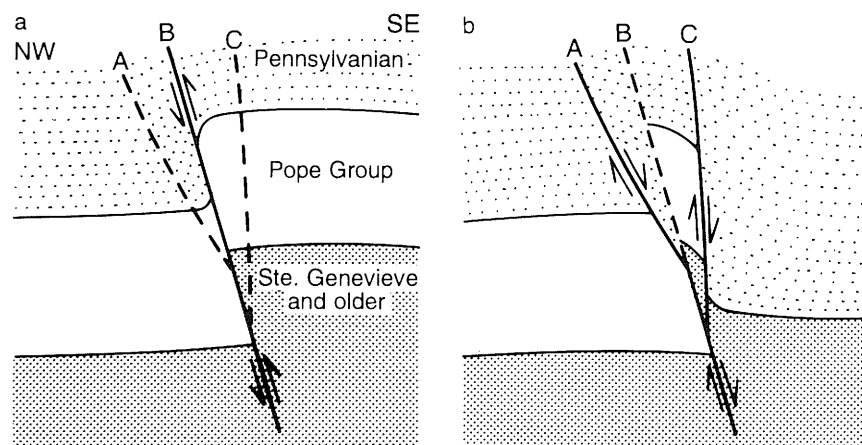 a
NW
A
B
C
SE
Pennsylvanian
Pope Group
Ste. Genevieve
and older
b
A
B
C